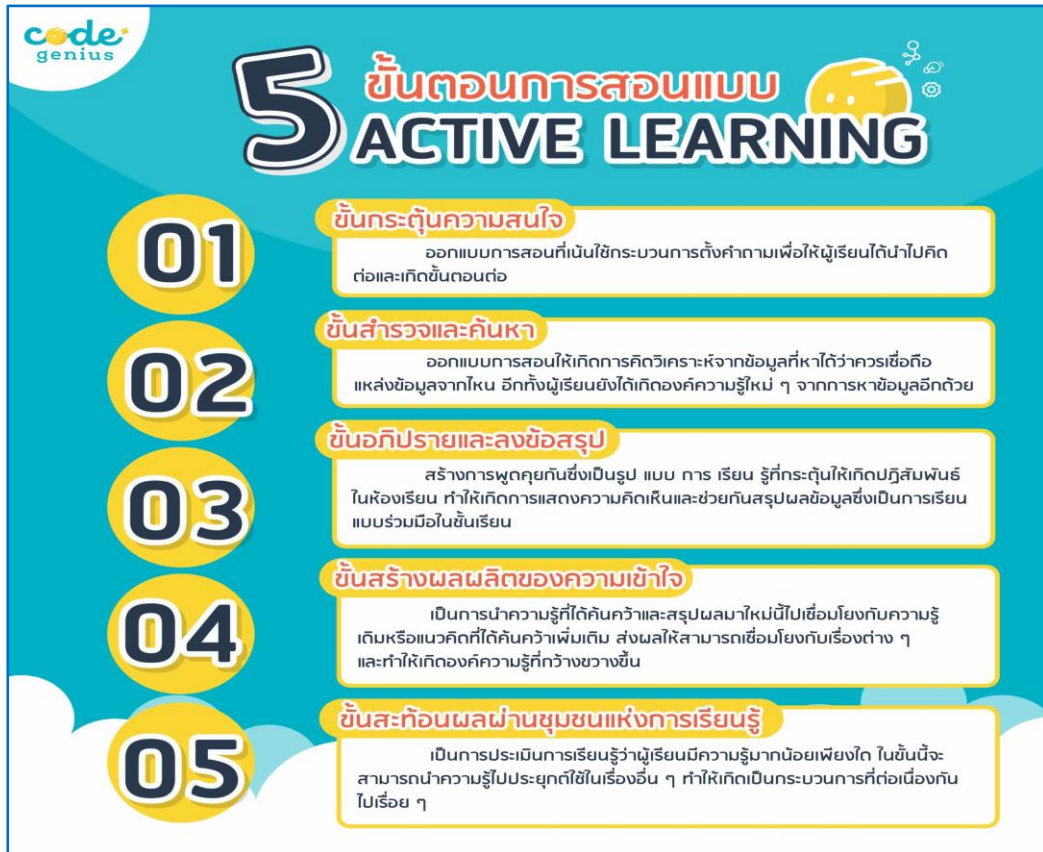 code
genius
5
ขั้นตอนการสอนแบบ
ACTIVE LEARNING
01
ขั้นกระตุ้นความสนใจ
ออกแบบการสอนที่เน้นใช้กระบวนการตั้งคำถามเพื่อให้ผู้เรียนได้นำไปคิด
ต่อและเกิดขั้นตอนต่อ
02
ขั้นสำรวจและค้นหา
ออกแบบการสอนให้เกิดการคิดวิเคราะห์จากข้อมูลที่หาได้ว่าควรเชื่อถือ
แหล่งข้อมูลจากไหน อีกทั้งผู้เรียนยังได้เกิดองค์ความรู้ใหม่ ๆ จากการหาข้อมูลอีกด้วย
03
ขั้นอภิปรายและลงข้อสรุป
สร้างการพูดคุยกันซึ่งเป็นรูป แบบ การ เรียน รู้ที่กระตุ้นให้เกิดปฏิสัมพันธ์
ในห้องเรียน ทำให้เกิดการแสดงความคิดเห็นและช่วยกันสรุปผลข้อมูลซึ่งเป็นการเรียน
แบบร่วมมือในชั้นเรียน
04
ขั้นสร้างผลผลิตของความเข้าใจ
เป็นการนำความรู้ที่ได้ค้นคว้าและสรุปผลมาใหม่นี้ไปเชื่อมโยงกับความรู้
เดิมหรือแนวคิดที่ได้ค้นคว้าเพิ่มเติม ส่งผลให้สามารถเชื่อมโยงกับเรื่องต่าง ๆ
และทำให้เกิดองค์ความรู้ที่กว้างขวางขึ้น
05
ขั้นสะท้อนผลผ่านชุมชนแห่งการเรียนรู้
เป็นการประเมินการเรียนรู้ว่าผู้เรียนมีความรู้มากน้อยเพียงใด ในขั้นนี้จะ
สามารถนำความรู้ไปประยุกต์ใช้ในเรื่องอื่น ๆ ทำให้เกิดเป็นกระบวนการที่ต่อเนื่องกัน
ไปเรื่อย ๆ